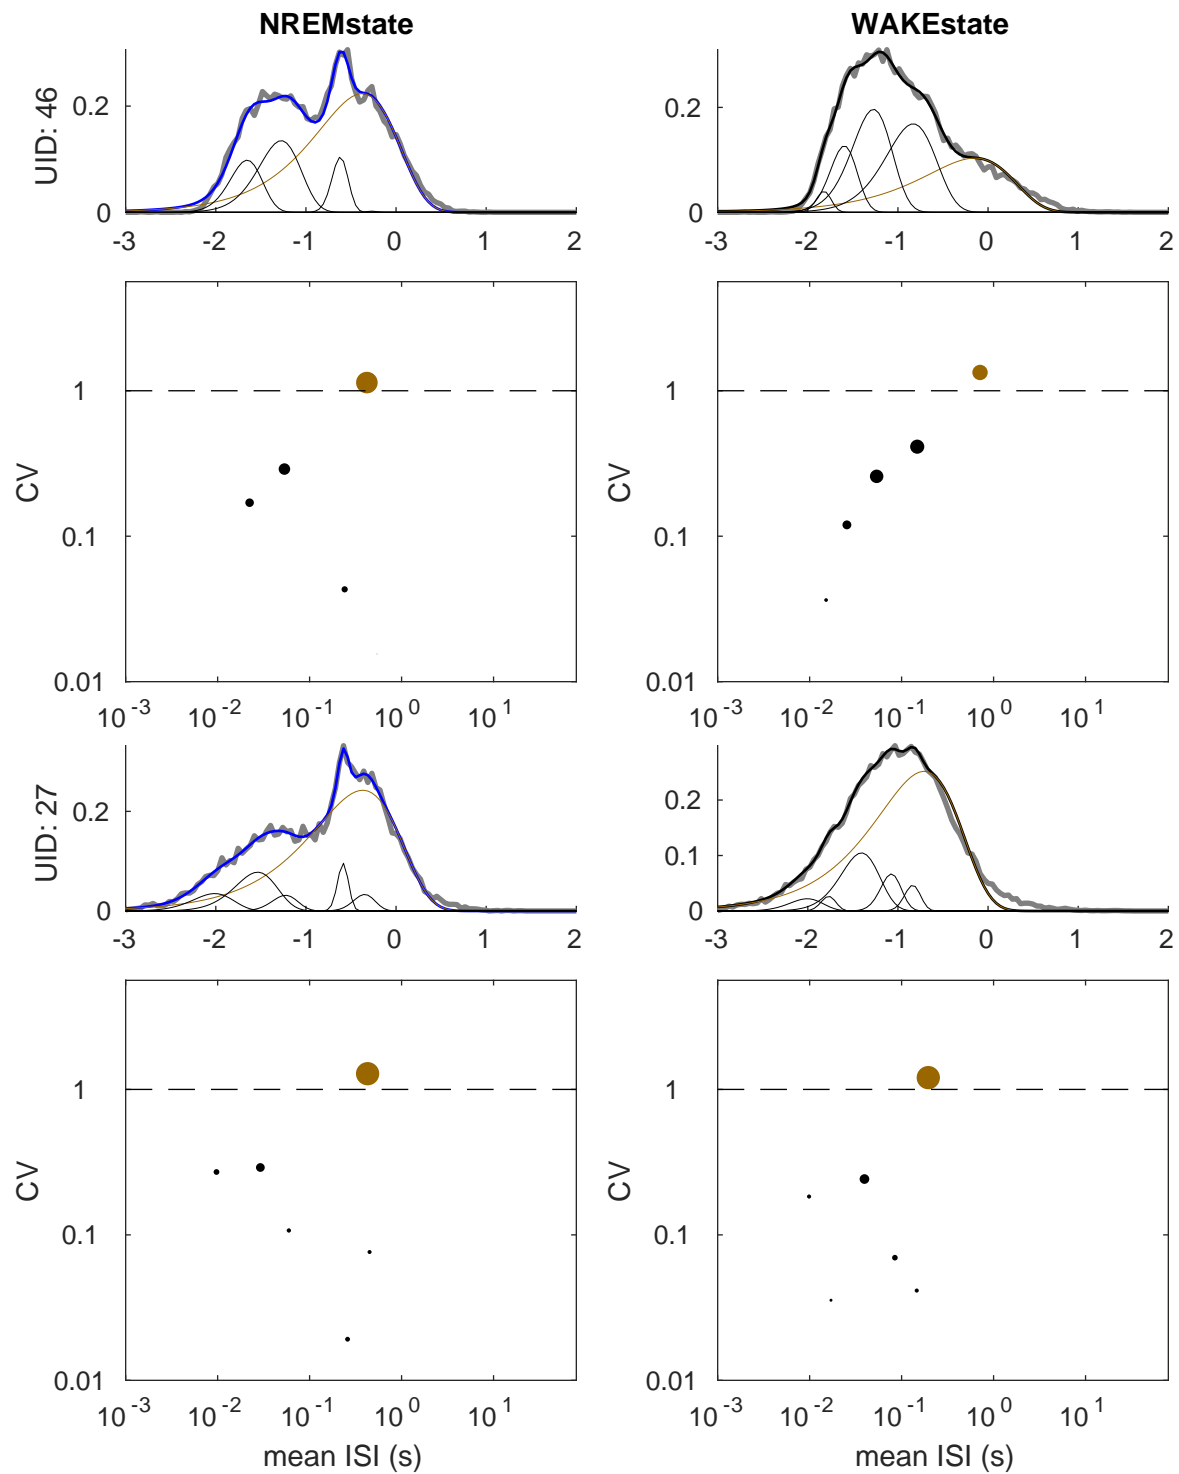 NREMstate WAKEstate
UID: 46
0.2 0.2
0 0
-3 -2 -1 0 1 2 -3 -2 -1 0 1 2
CV CV
1 1
0.1 0.1
0.01 0.01
10^-3 10^-2 10^-1 10^0 10^1 10^-3 10^-2 10^-1 10^0 10^1
UID: 27
0.2 0.2
0.1
0 0
-3 -2 -1 0 1 2 -3 -2 -1 0 1 2
CV CV
1 1
0.1 0.1
0.01 0.01
10^-3 10^-2 10^-1 10^0 10^1 10^-3 10^-2 10^-1 10^0 10^1
mean ISI (s) mean ISI (s)